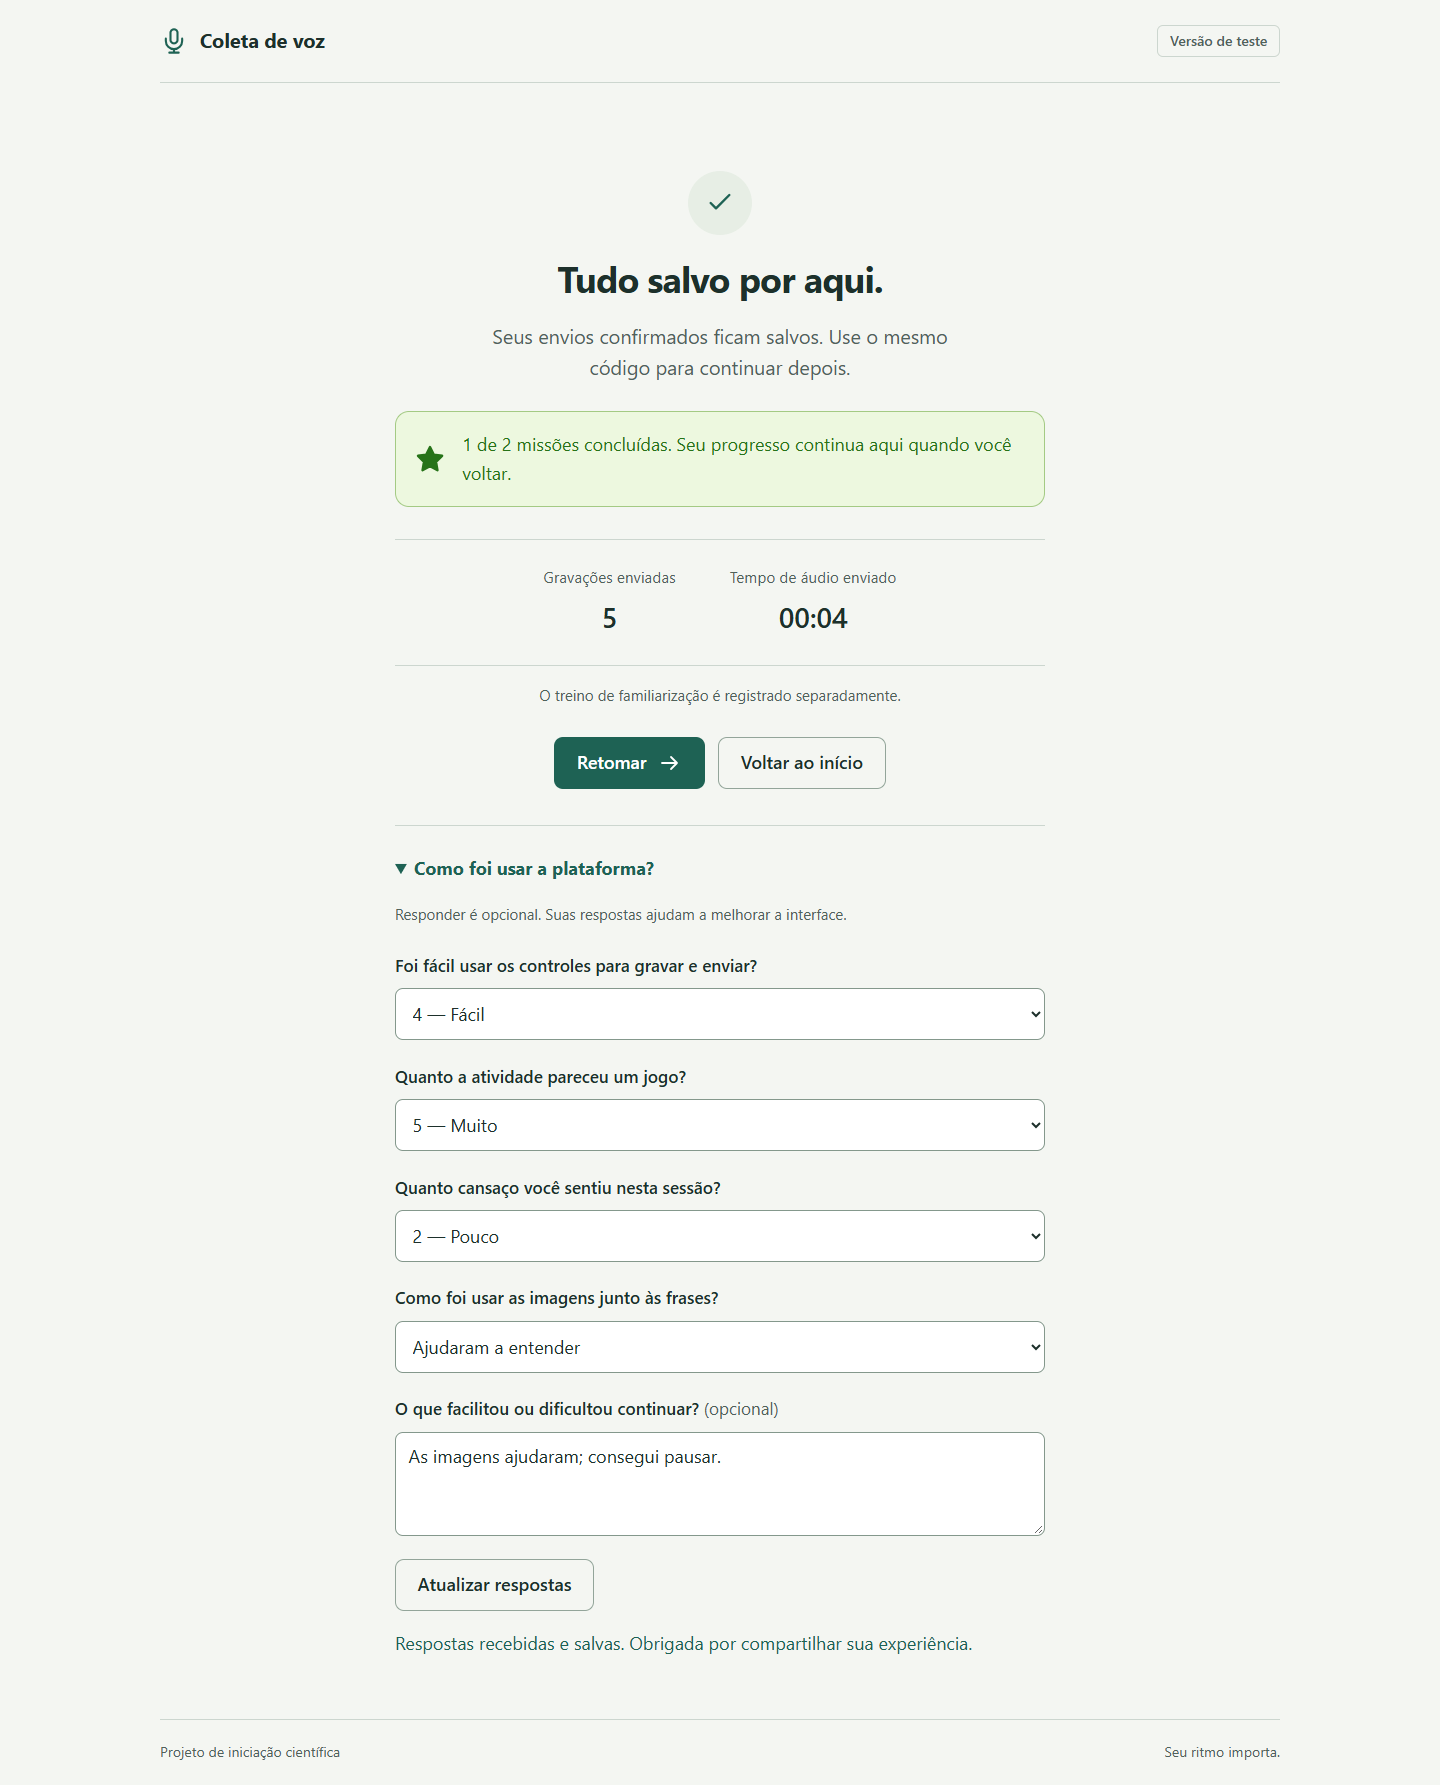 Coleta de voz
Versão de teste
Tudo salvo por aqui.
Seus envios confirmados ficam salvos. Use o mesmo
código para continuar depois.
1 de 2 missões concluídas. Seu progresso continua aqui quando você
voltar.
Gravações enviadas
5
Tempo de áudio enviado
00:04
O treino de familiarização é registrado separadamente.
Retomar
Voltar ao início
Como foi usar a plataforma?
Responder é opcional. Suas respostas ajudam a melhorar a interface.
Foi fácil usar os controles para gravar e enviar?
4 — Fácil
Quanto a atividade pareceu um jogo?
5 — Muito
Quanto cansaço você sentiu nesta sessão?
2 — Pouco
Como foi usar as imagens junto às frases?
Ajudaram a entender
O que facilitou ou dificultou continuar? (opcional)
As imagens ajudaram; consegui pausar.
Atualizar respostas
Respostas recebidas e salvas. Obrigada por compartilhar sua experiência.
Projeto de iniciação científica
Seu ritmo importa.